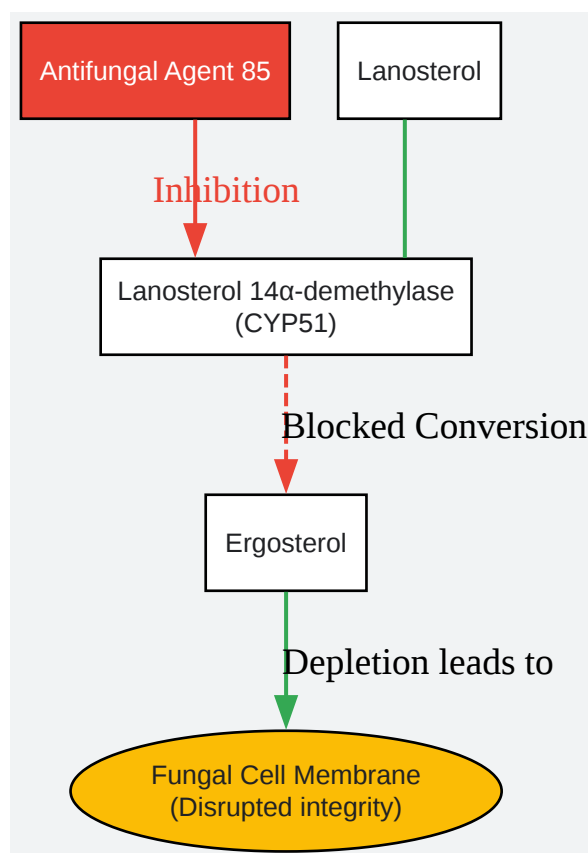 Antifungal Agent 85
Lanosterol
Inhibition
Lanosterol 14α-demethylase
(CYP51)
Blocked Conversion
Ergosterol
Depletion leads to
Fungal Cell Membrane
(Disrupted integrity)